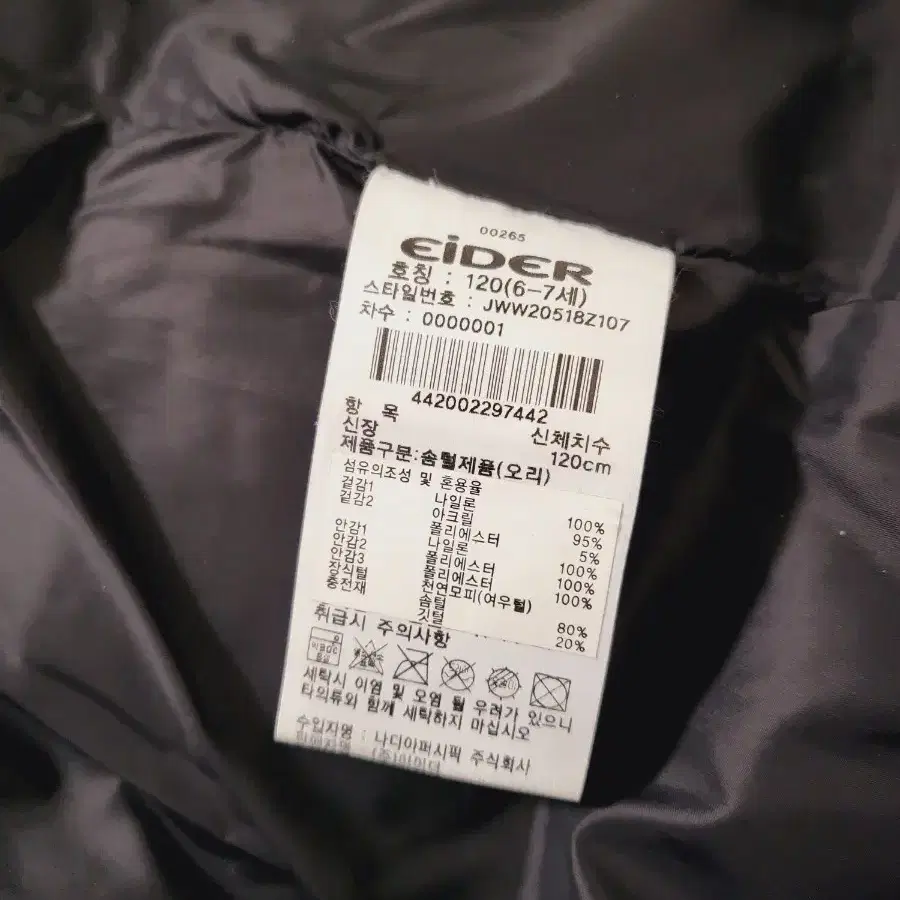 00265
EiDER
호칭 : 120(6-7세)
스타일번호 : JWW20518Z107
차수 : 0000001
442002297442
항 목 신체치수
신장 120cm
제품구분:솜털제품(오리)
섬유의조성 및 혼용율
겉감1 나일론 100%
겉감2 아크릴 95%
폴리에스터 5%
안감1 나일론 100%
안감2 폴리에스터 100%
안감3 폴리에스터 100%
장식털 천연모피(여우털)
충전재 솜털 80%
깃털 20%
취급시 주의사항
세탁시 이염 및 오염 될 우려가 있으니
타의류와 함께 세탁하지 마십시오
수입자명 : 나디아퍼시픽 주식회사